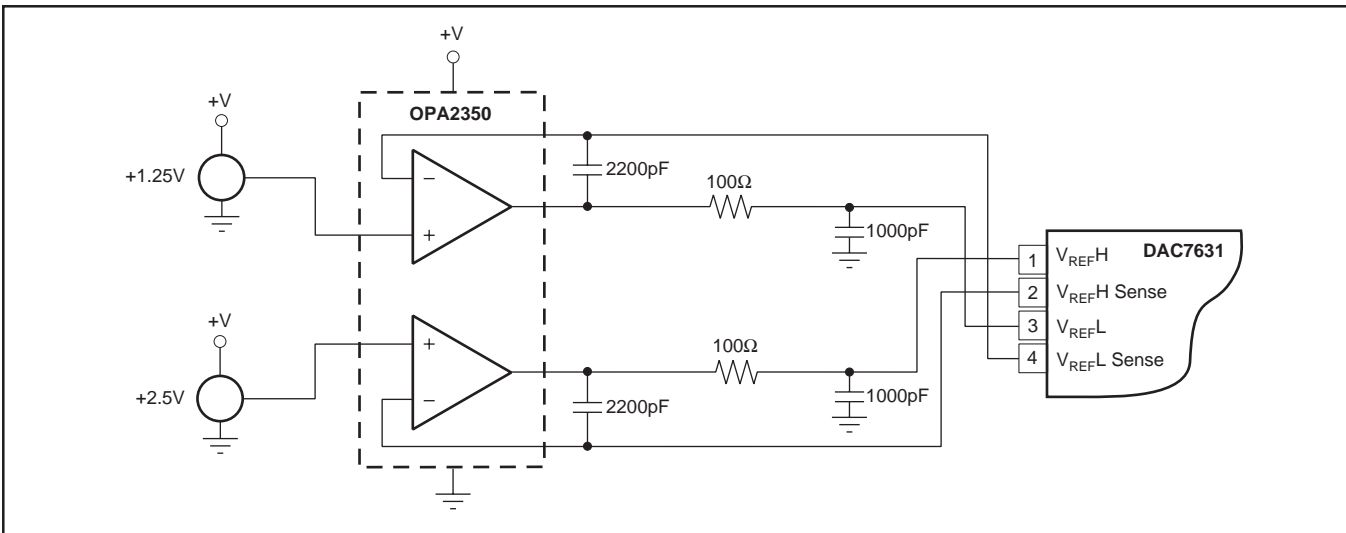 +V
OPA2350
+V
+1.25V
−
+
2200pF
100Ω
1000pF
+V
+2.5V
+
−
2200pF
100Ω
1000pF
DAC7631
1 VREFH
2 VREFH Sense
3 VREFL
4 VREFL Sense